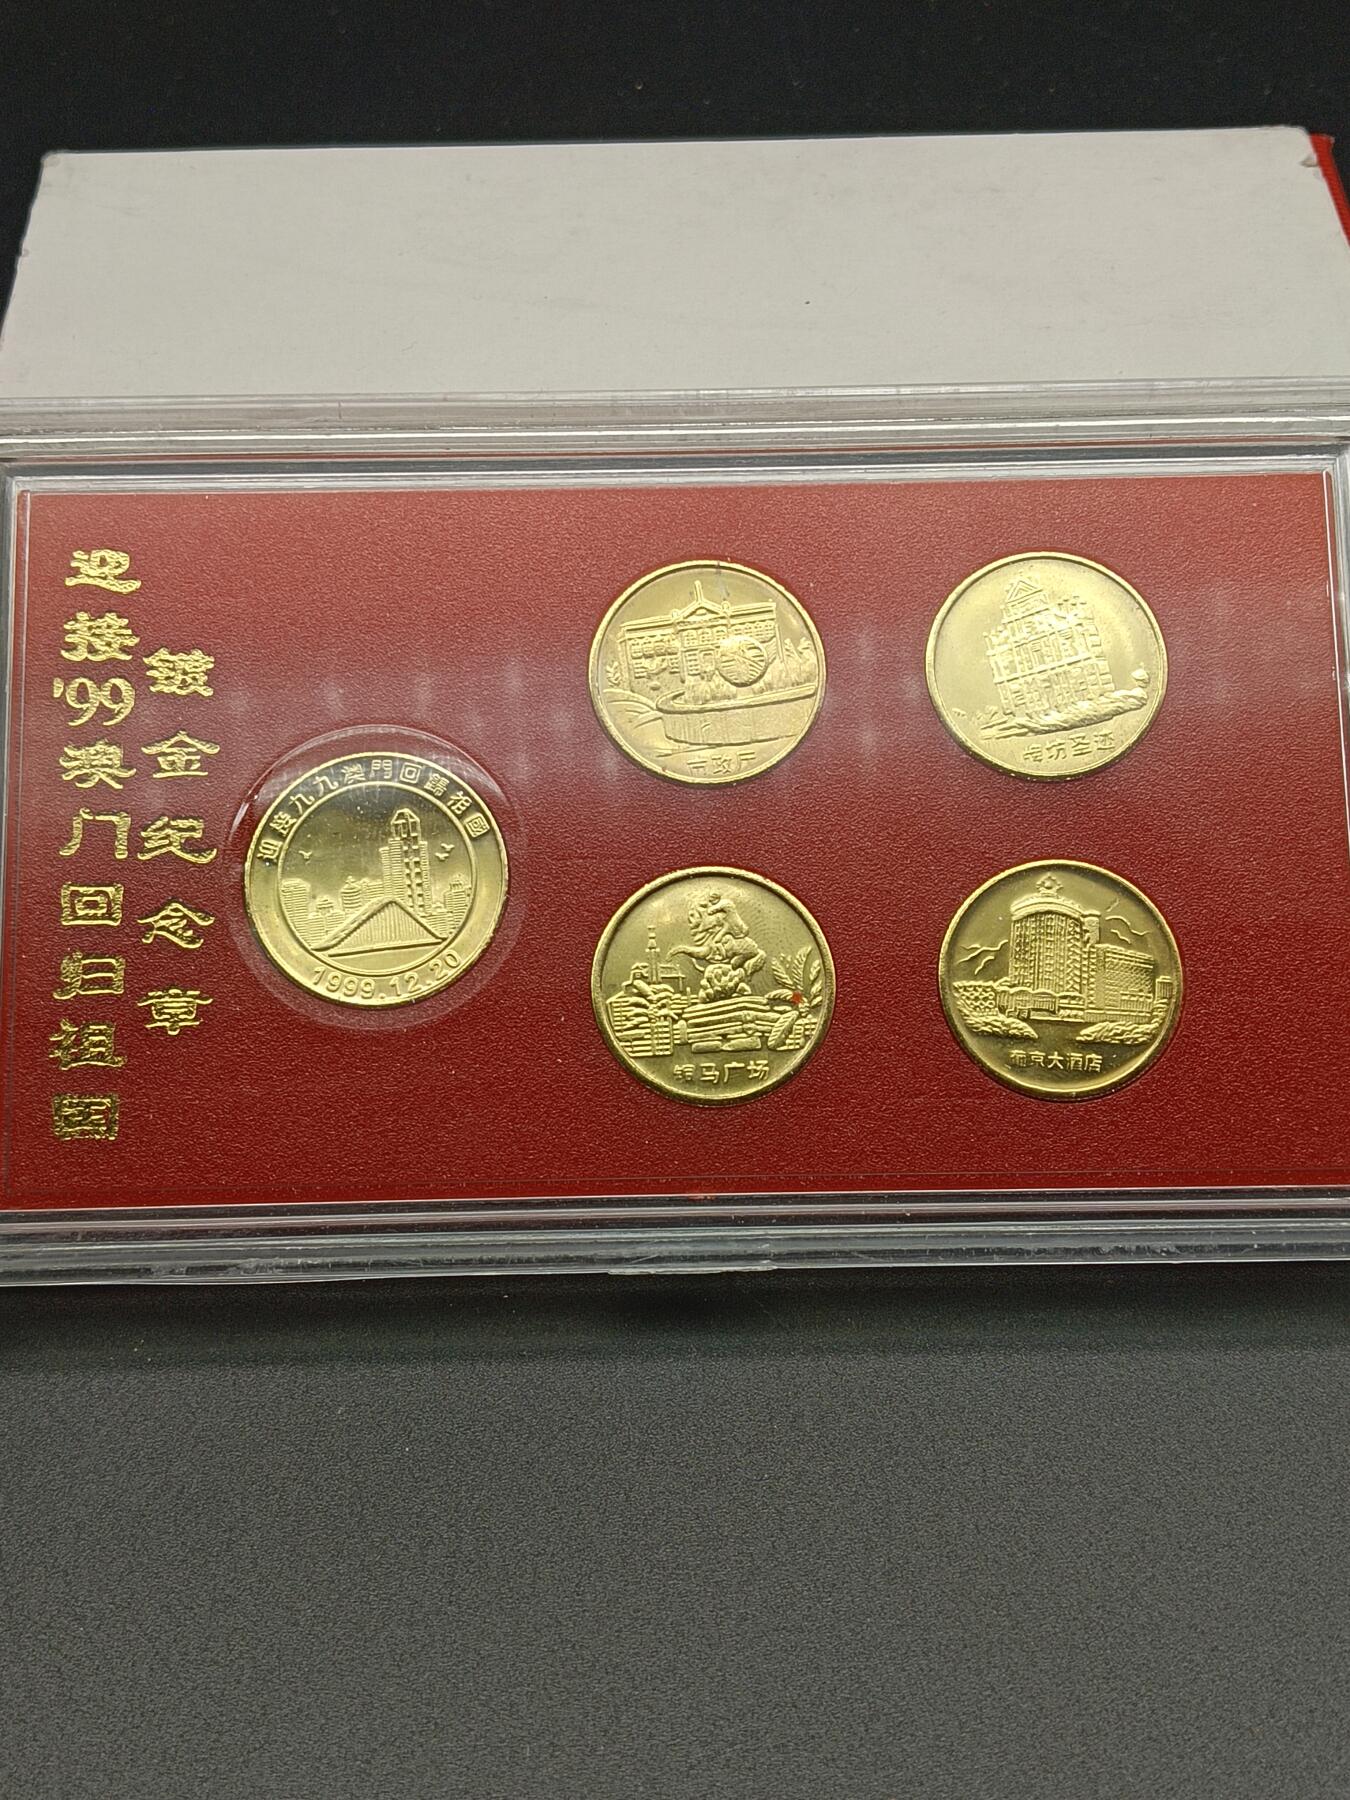 迎接'99澳门回归祖国
镀金纪念章
迎接九九澳門回歸祖國
1999.12.20
市政厅
牌坊圣迹
铜马广场
葡京大酒店